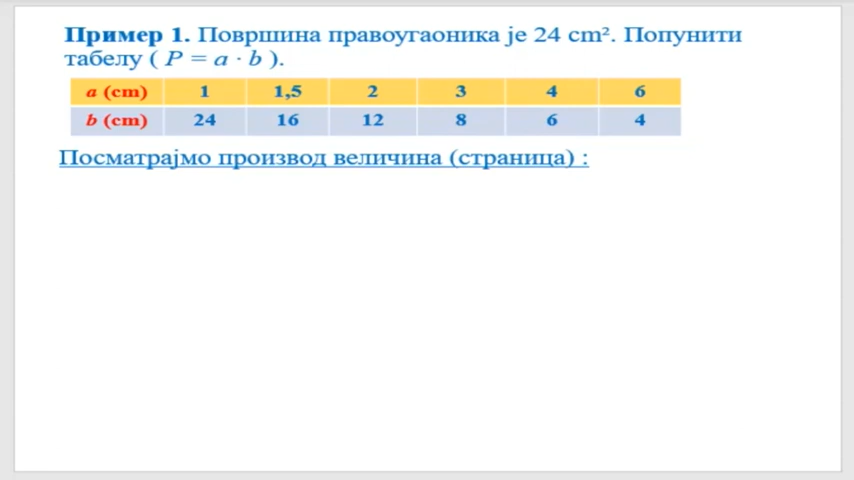 Пример 1. Површина правоугаоника је 24 cm². Попунити
табелу ( P = a · b ).
a (cm) 1 1,5 2 3 4 6
b (cm) 24 16 12 8 6 4
Посматрајмо производ величина (страница) :